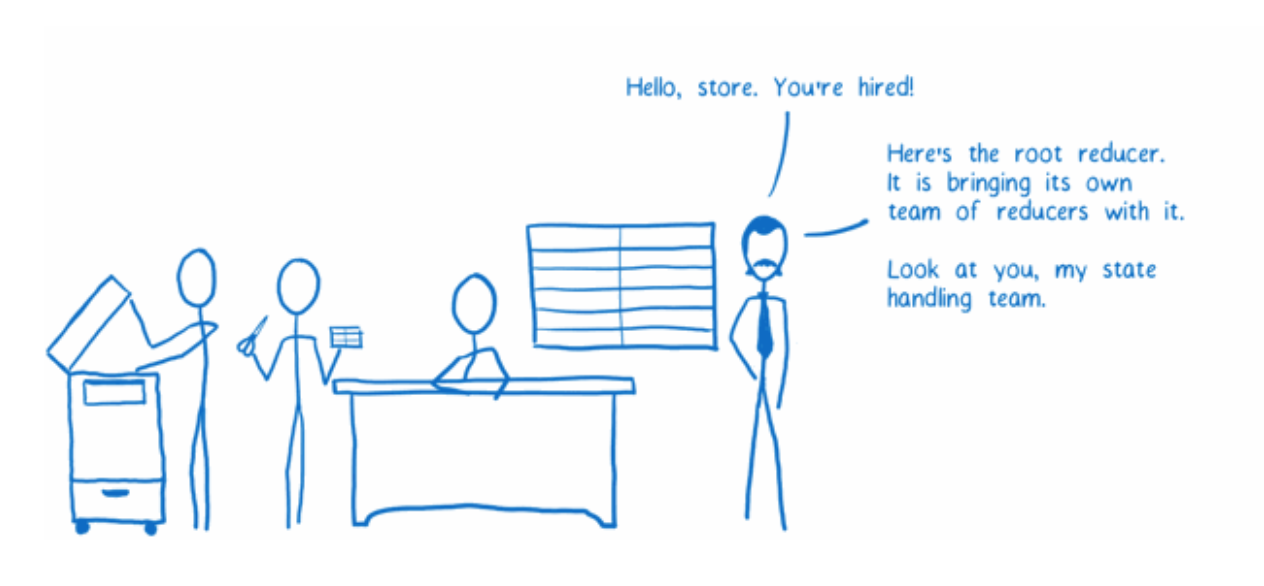 Hello, store. You're hired!
Here's the root reducer.
It is bringing its own
team of reducers with it.
Look at you, my state
handling team.